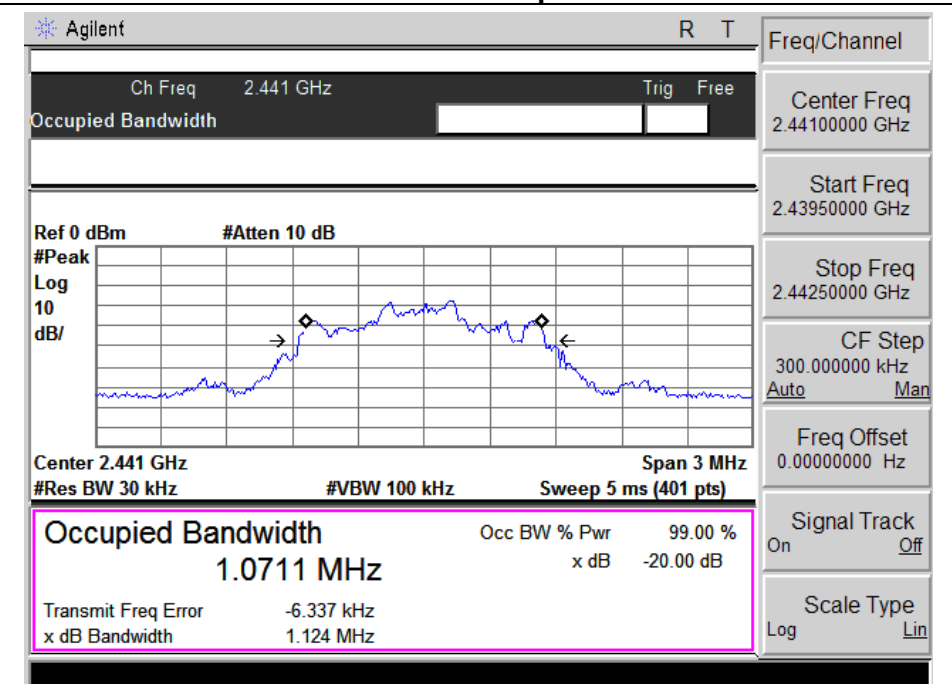 Agilent R T
Freq/Channel
Ch Freq 2.441 GHz Trig Free
Occupied Bandwidth
Center Freq
2.44100000 GHz
Start Freq
2.43950000 GHz
Ref 0 dBm #Atten 10 dB
#Peak
Log
10
dB/
Stop Freq
2.44250000 GHz
CF Step
300.000000 kHz
Auto Man
Freq Offset
0.00000000 Hz
Center 2.441 GHz Span 3 MHz
#Res BW 30 kHz #VBW 100 kHz Sweep 5 ms (401 pts)
Occupied Bandwidth Occ BW % Pwr 99.00 %
1.0711 MHz x dB -20.00 dB
Transmit Freq Error -6.337 kHz
x dB Bandwidth 1.124 MHz
Signal Track
On Off
Scale Type
Log Lin